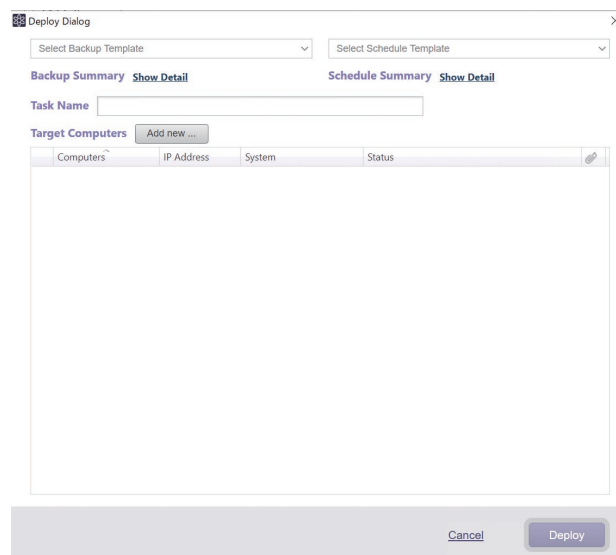 Deploy Dialog
Select Backup Template
Select Schedule Template
Backup Summary Show Detail
Schedule Summary Show Detail
Task Name
Target Computers Add new ...
Computers IP Address System Status
Cancel Deploy